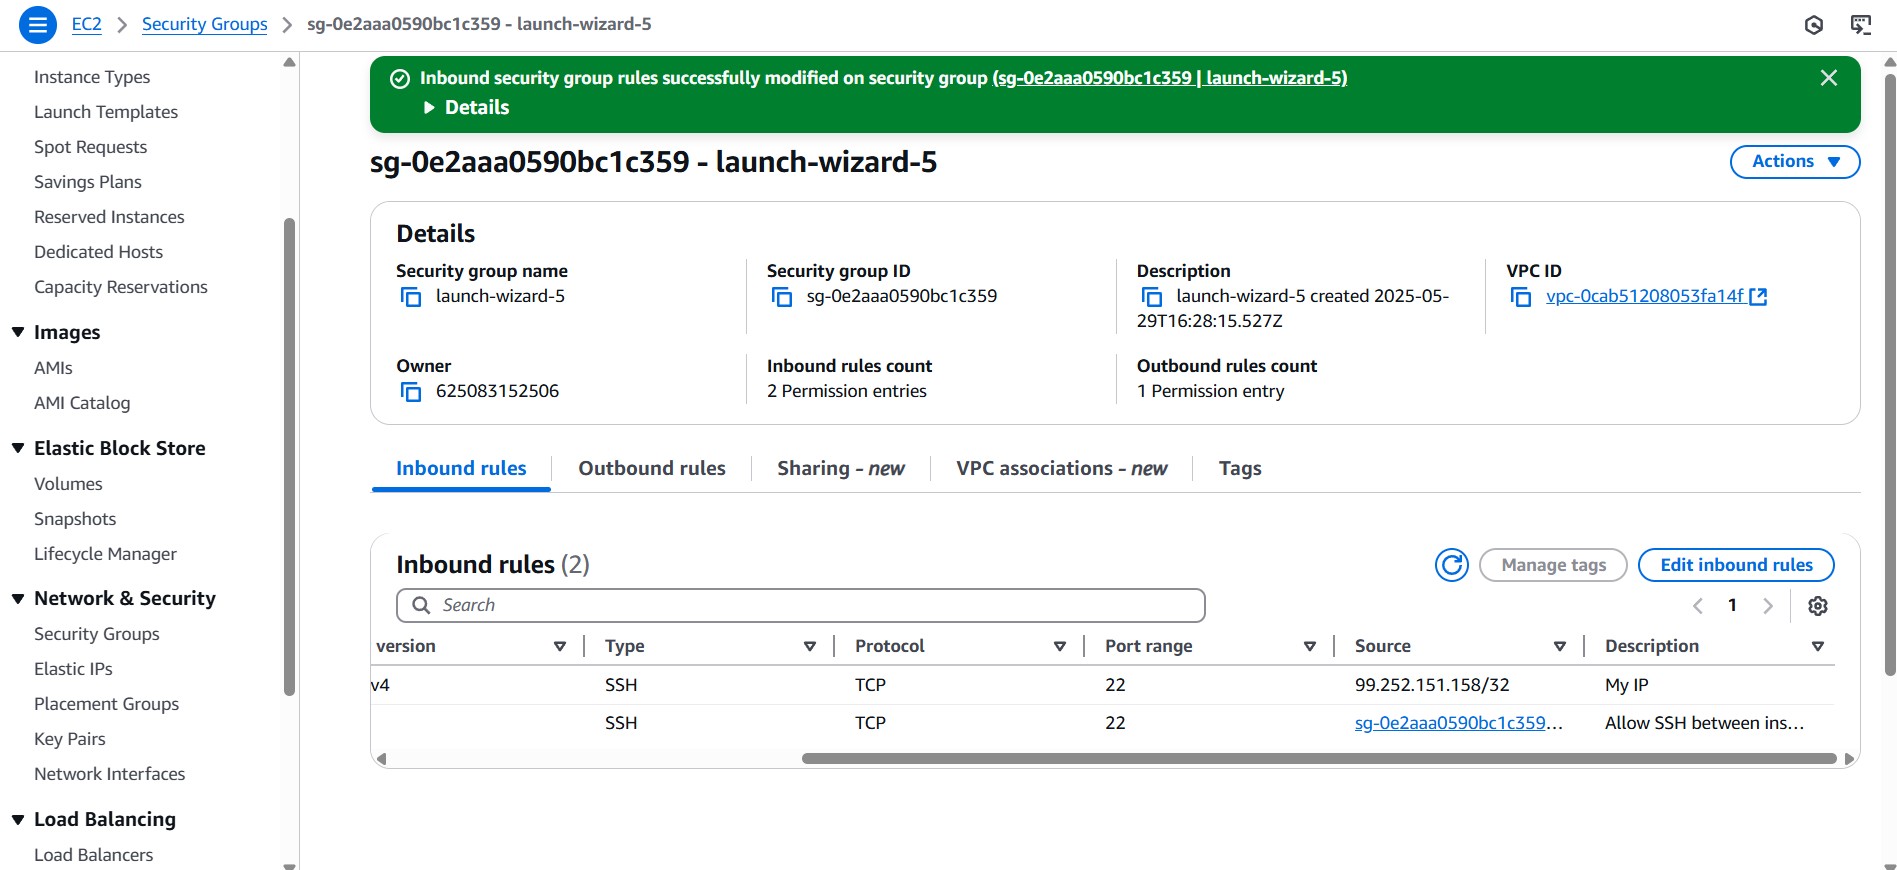 EC2 > Security Groups > sg-0e2aaa0590bc1c359 - launch-wizard-5
Instance Types
Launch Templates
Spot Requests
Savings Plans
Reserved Instances
Dedicated Hosts
Capacity Reservations
Images
AMIs
AMI Catalog
Elastic Block Store
Volumes
Snapshots
Lifecycle Manager
Network & Security
Security Groups
Elastic IPs
Placement Groups
Key Pairs
Network Interfaces
Load Balancing
Load Balancers
Inbound security group rules successfully modified on security group (sg-0e2aaa0590bc1c359 | launch-wizard-5)
Details
sg-0e2aaa0590bc1c359 - launch-wizard-5
Actions
Details
Security group name
launch-wizard-5
Security group ID
sg-0e2aaa0590bc1c359
Description
launch-wizard-5 created 2025-05-
29T16:28:15.527Z
VPC ID
vpc-0cab51208053fa14f
Owner
625083152506
Inbound rules count
2 Permission entries
Outbound rules count
1 Permission entry
Inbound rules
Outbound rules
Sharing - new
VPC associations - new
Tags
Inbound rules (2)
Manage tags
Edit inbound rules
Search
1
version Type Protocol Port range Source Description
v4 SSH TCP 22 99.252.151.158/32 My IP
SSH TCP 22 sg-0e2aaa0590bc1c359... Allow SSH between ins...